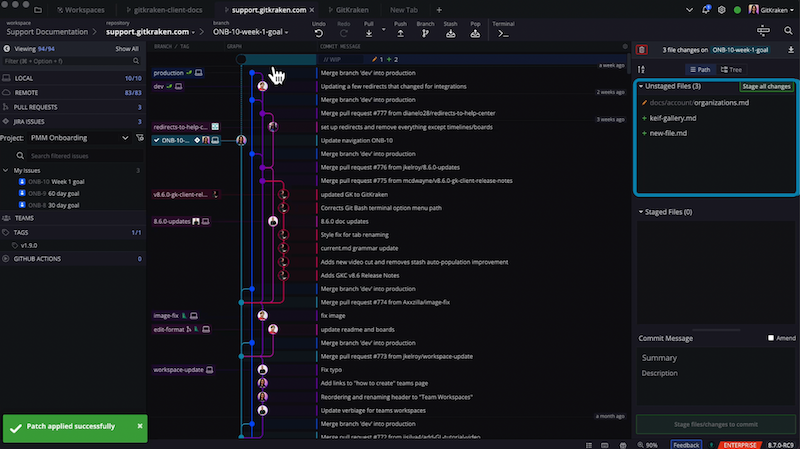 Workspaces
gitkraken-client-docs
support.gitkraken.com
GitKraken
New Tab
GitKraken
workspace
Support Documentation
repository
support.gitkraken.com
branch
ONB-10-week-1-goal
Undo
Redo
Pull
Push
Branch
Stash
Pop
Terminal
Viewing 94/94
Show All
Filter (⌘ + Option + f)
LOCAL 10/10
REMOTE 83/83
PULL REQUESTS 3
JIRA ISSUES 3
Project: PMM Onboarding
Search filtered issues
My Issues 3
ONB-10 Week 1 goal
ONB-9 60 day goal
ONB-8 30 day goal
TEAMS
TAGS 1/1
v1.9.0
GITHUB ACTIONS 0
Patch applied successfully
BRANCH / TAG
GRAPH
COMMIT MESSAGE
// WIP 1 + 2
a week ago
production
Merge branch 'dev' into production
dev
Updating a few redirects that changed for integrations
2 weeks ago
Merge branch 'dev' into production
Merge pull request #777 from dianelo28/redirects-to-help-center
3 weeks ago
redirects-to-help-c...
set up redirects and remove everything except timelines/boards
ONB-10-...
Update navigation ONB-10
Merge branch 'dev' into production
Merge pull request #776 from jkelroy/8.6.0-updates
Merge pull request #775 from mcdwayne/v8.6.0-gk-client-release-notes
v8.6.0-gk-client-rel...
updated GK to GitKraken
Corrects Git Bash terminal option menu path
8.6.0-updates
8.6.0 doc updates
Style fix for tab renaming
current.md grammar update
Adds new video cut and removes stash auto-population improvement
Adds GKC v8.6 Release Notes
Merge branch 'dev' into production
Merge pull request #774 from Axxzilla/image-fix
image-fix
fix image
edit-format
update readme and boards
Merge branch 'dev' into production
Merge pull request #773 from jkelroy/workspace-update
workspace-update
Fix typo
Add links to "how to create" teams page
Reordering and renaming header to "Team Workspaces"
Update verbiage for teams workspaces
a month ago
Merge branch 'dev' into production
3 file changes on ONB-10-week-1-goal
Path
Tree
Unstaged Files (3)
Stage all changes
docs/account/organizations.md
+ keif-gallery.md
+ new-file.md
Staged Files (0)
Commit Message
Amend
Summary
Description
Stage files/changes to commit
90%
Feedback
ENTERPRISE
8.7.0-RC9